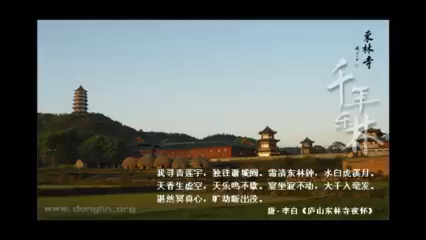 東林寺
千年東林
我寻青莲宇，独往谢城阙。霜清东林钟，水白虎溪月。
天香生虚空，天乐鸣不歇。宴坐寂不动，大千入毫发。
湛然冥真心，旷劫断出没。
唐·李白《庐山东林寺夜怀》
www.donglin.org